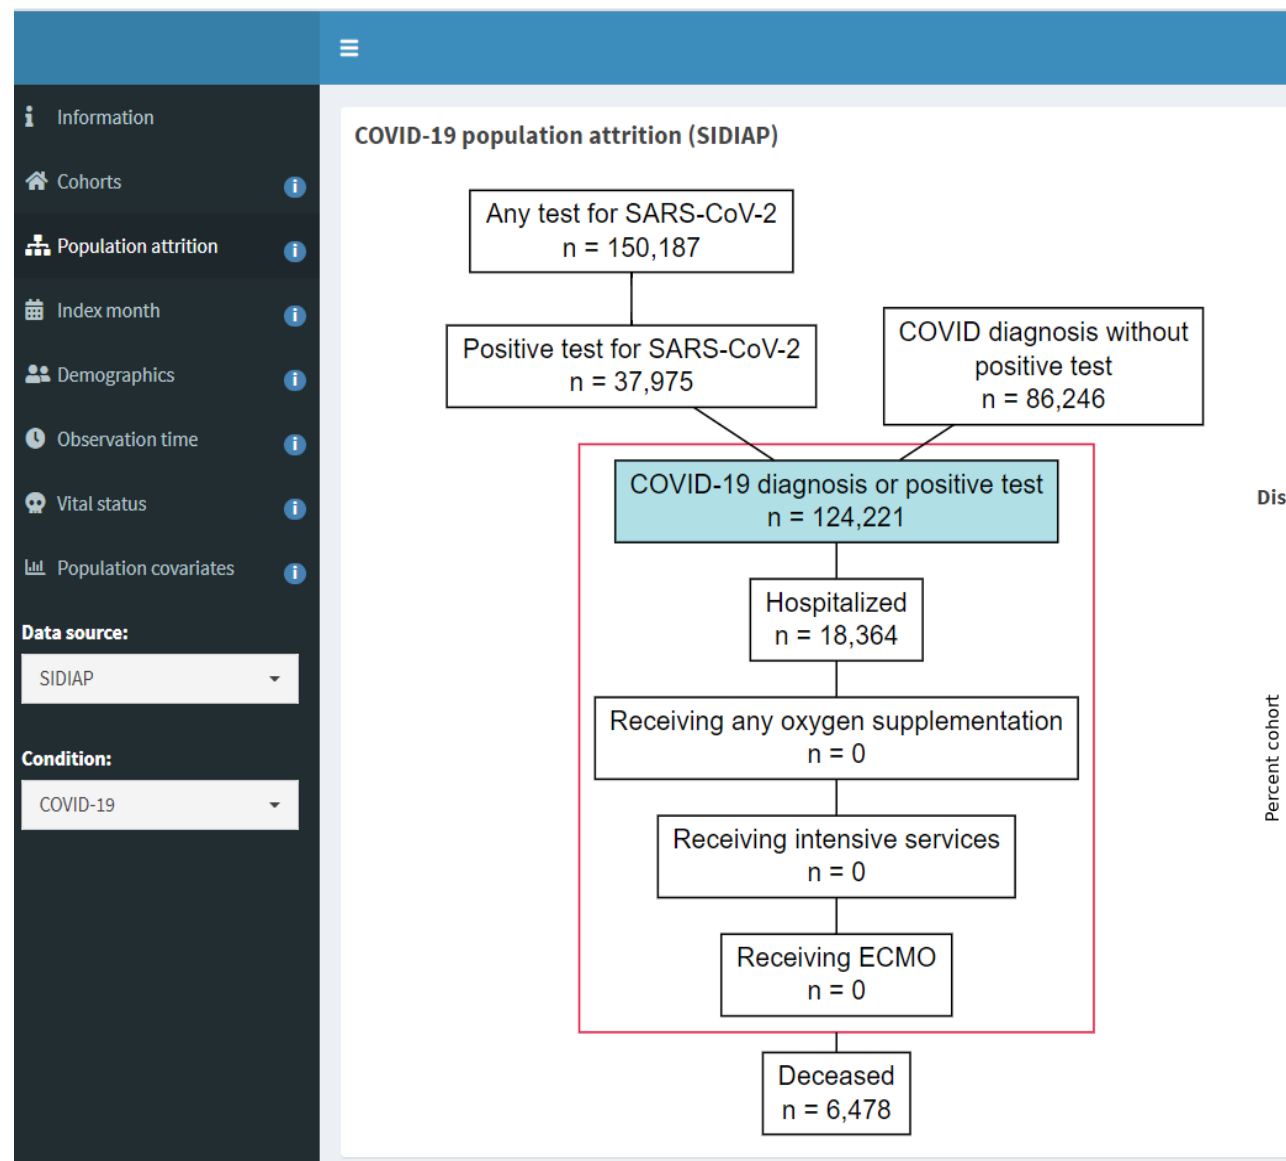 Information
Cohorts
Population attrition
Index month
Demographics
Observation time
Vital status
Population covariates
Data source:
SIDIAP
Condition:
COVID-19
COVID-19 population attrition (SIDIAP)
Any test for SARS-CoV-2
n = 150,187
Positive test for SARS-CoV-2
n = 37,975
COVID diagnosis without
positive test
n = 86,246
COVID-19 diagnosis or positive test
n = 124,221
Hospitalized
n = 18,364
Receiving any oxygen supplementation
n = 0
Receiving intensive services
n = 0
Receiving ECMO
n = 0
Deceased
n = 6,478
Dis
Percent cohort